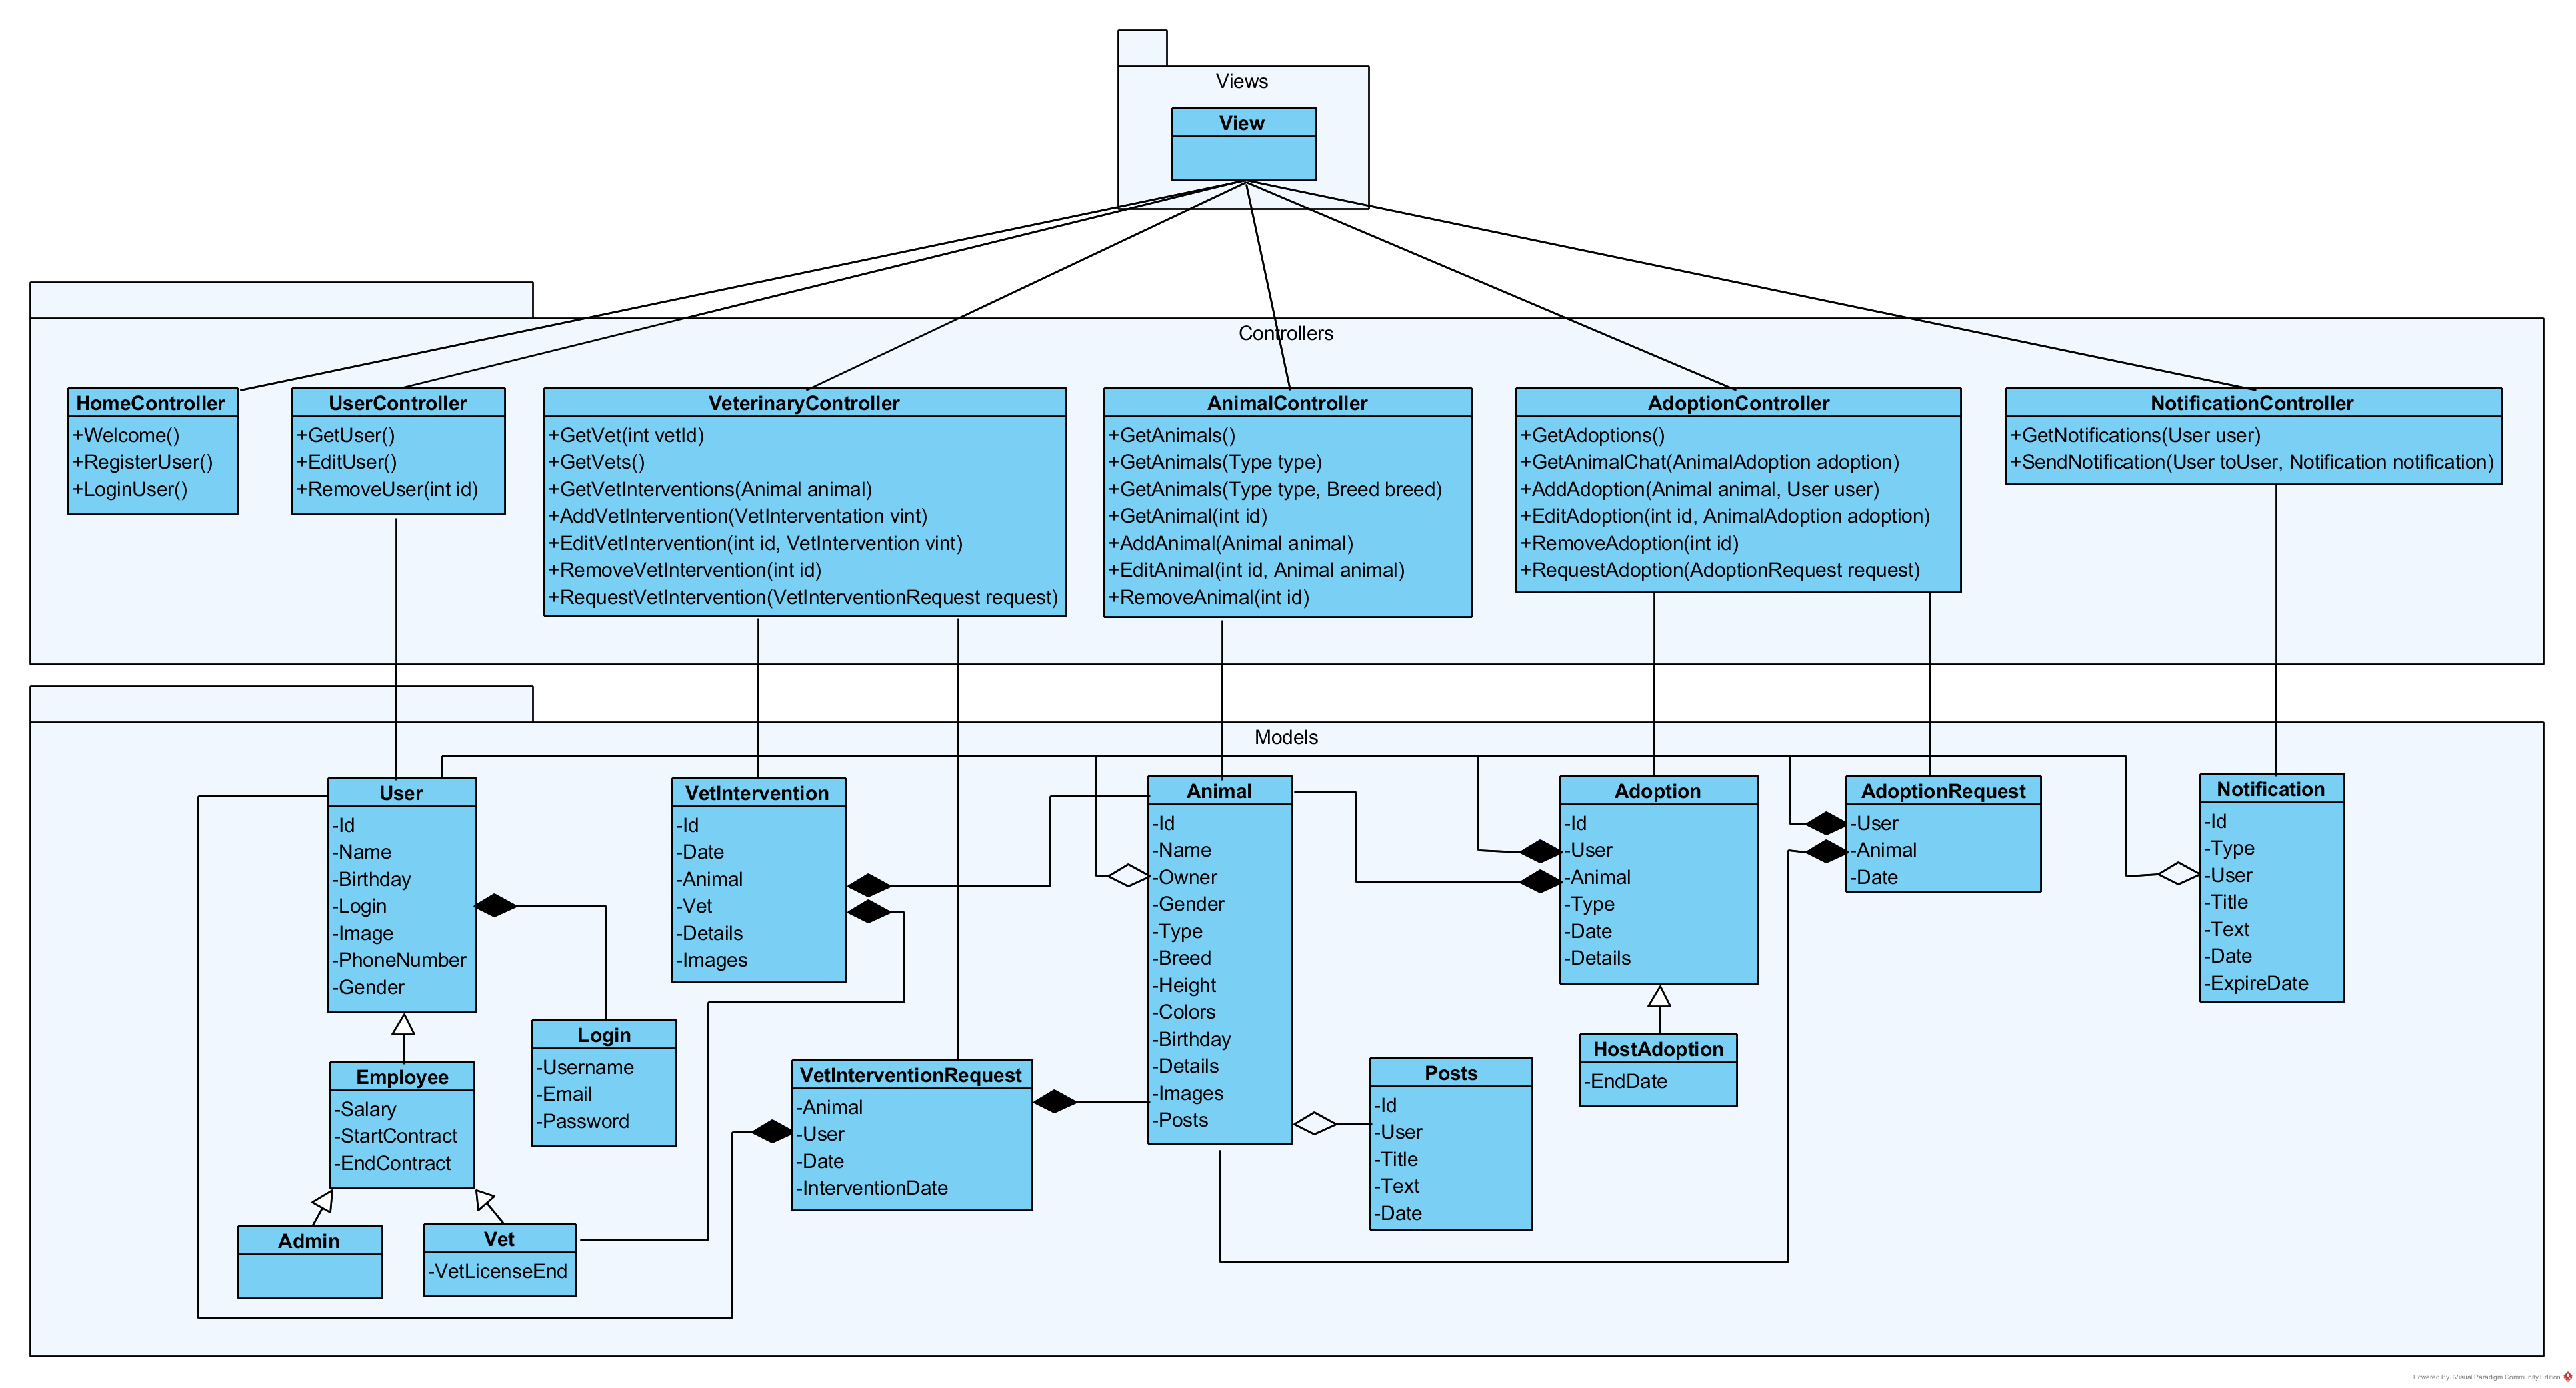 Views
View
Controllers
HomeController
+Welcome()
+RegisterUser()
+LoginUser()
UserController
+GetUser()
+EditUser()
+RemoveUser(int id)
VeterinaryController
+GetVet(int vetId)
+GetVets()
+GetVetInterventions(Animal animal)
+AddVetIntervention(VetInterventation vint)
+EditVetIntervention(int id, VetIntervention vint)
+RemoveVetIntervention(int id)
+RequestVetIntervention(VetInterventionRequest request)
AnimalController
+GetAnimals()
+GetAnimals(Type type)
+GetAnimals(Type type, Breed breed)
+GetAnimal(int id)
+AddAnimal(Animal animal)
+EditAnimal(int id, Animal animal)
+RemoveAnimal(int id)
AdoptionController
+GetAdoptions()
+GetAnimalChat(AnimalAdoption adoption)
+AddAdoption(Animal animal, User user)
+EditAdoption(int id, AnimalAdoption adoption)
+RemoveAdoption(int id)
+RequestAdoption(AdoptionRequest request)
NotificationController
+GetNotifications(User user)
+SendNotification(User toUser, Notification notification)
Models
User
-Id
-Name
-Birthday
-Login
-Image
-PhoneNumber
-Gender
VetIntervention
-Id
-Date
-Animal
-Vet
-Details
-Images
Animal
-Id
-Name
-Owner
-Gender
-Type
-Breed
-Height
-Colors
-Birthday
-Details
-Images
-Posts
Adoption
-Id
-User
-Animal
-Type
-Date
-Details
AdoptionRequest
-User
-Animal
-Date
Notification
-Id
-Type
-User
-Title
-Text
-Date
-ExpireDate
Login
-Username
-Email
-Password
Employee
-Salary
-StartContract
-EndContract
VetInterventionRequest
-Animal
-User
-Date
-InterventionDate
Posts
-Id
-User
-Title
-Text
-Date
HostAdoption
-EndDate
Admin
Vet
-VetLicenseEnd
Powered By Visual Paradigm Community Edition